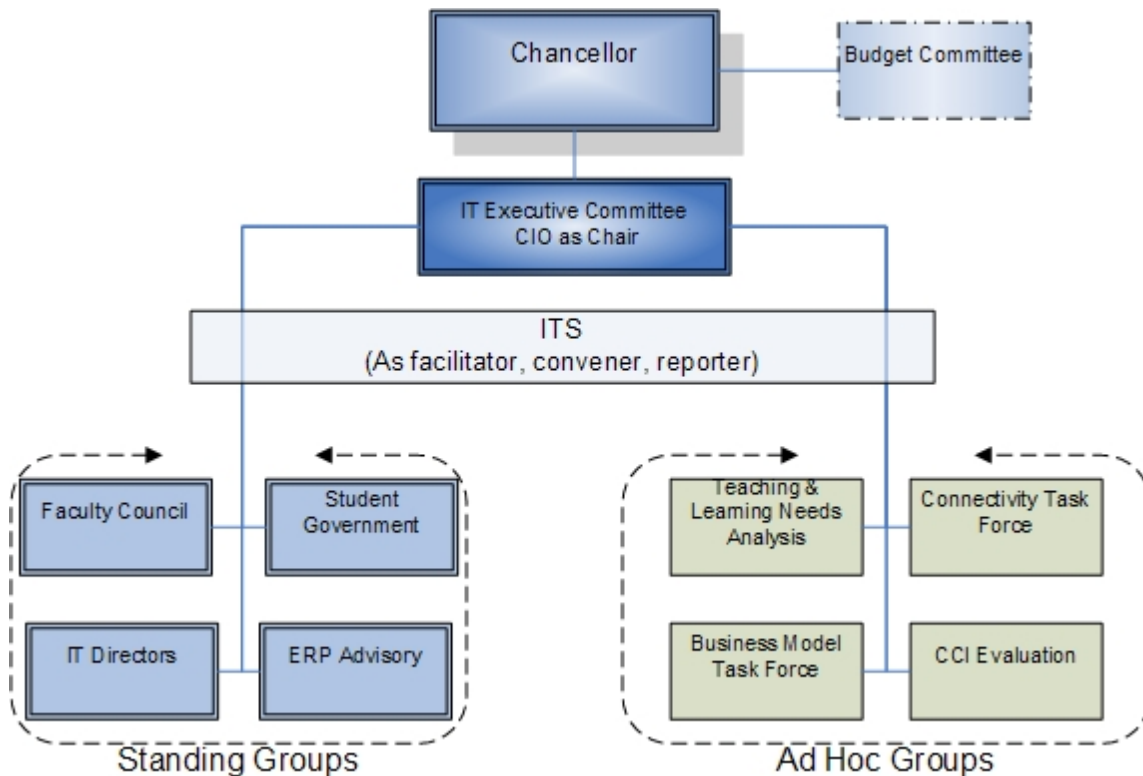 Chancellor
Budget Committee
IT Executive Committee
CIO as Chair
ITS
(As facilitator, convener, reporter)
Faculty Council
Student
Government
Teaching &
Learning Needs
Analysis
Connectivity Task
Force
IT Directors
ERP Advisory
Business Model
Task Force
CCI Evaluation
Standing Groups
Ad Hoc Groups